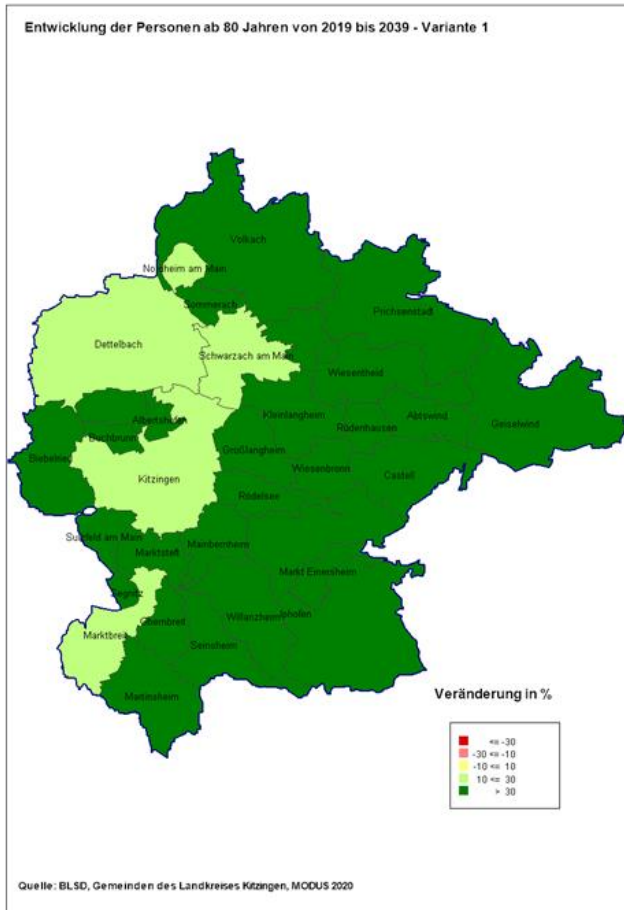 Entwicklung der Personen ab 80 Jahren von 2019 bis 2039 - Variante 1
Volkach
Nordheim am Main
Sommerach
Prichsenstadt
Dettelbach
Schwarzach am Main
Wiesentheid
Kleinlangheim
Abtswind
Geiselwind
Albertshofen
Rüdenhausen
Buchbrunn
Biebelried
Großlangheim
Wiesenbronn
Castell
Kitzingen
Rödelsee
Sulzfeld am Main
Mainbernheim
Marktsteft
Markt Einersheim
Segnitz
Willanzheim
Iphofen
Obernbreit
Marktbreit
Seinsheim
Martinsheim
Veränderung in %
<= -30
-30 <= -10
-10 <= 10
10 <= 30
> 30
Quelle: BLSD, Gemeinden des Landkreises Kitzingen, MODUS 2020